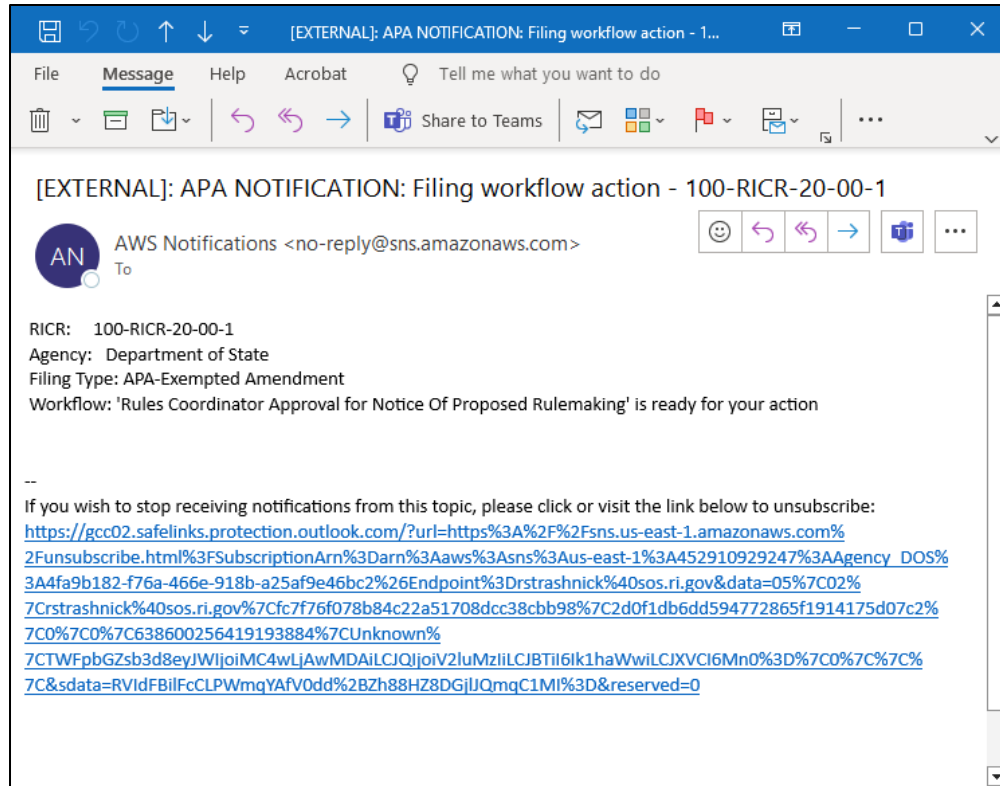 [EXTERNAL]: APA NOTIFICATION: Filing workflow action - 1...
File Message Help Acrobat Tell me what you want to do
Share to Teams
[EXTERNAL]: APA NOTIFICATION: Filing workflow action - 100-RICR-20-00-1
AN
AWS Notifications <no-reply@sns.amazonaws.com>
To
RICR: 100-RICR-20-00-1
Agency: Department of State
Filing Type: APA-Exempted Amendment
Workflow: 'Rules Coordinator Approval for Notice Of Proposed Rulemaking' is ready for your action
--
If you wish to stop receiving notifications from this topic, please click or visit the link below to unsubscribe:
https://gcc02.safelinks.protection.outlook.com/?url=https%3A%2F%2Fsns.us-east-1.amazonaws.com%
2Funsubscribe.html%3FSubscriptionArn%3Darn%3Aaws%3Asns%3Aus-east-1%3A452910929247%3AAgency_DOS%
3A4fa9b182-f76a-466e-918b-a25af9e46bc2%26Endpoint%3Drstrashnick%40sos.ri.gov&data=05%7C02%
7Crstrashnick%40sos.ri.gov%7Cfc7f76f078b84c22a51708dcc38cbb98%7C2d0f1db6dd594772865f1914175d07c2%
7C0%7C0%7C638600256419193884%7CUnknown%
7CTWFpbGZsb3d8eyJWIjoiMC4wLjAwMDAiLCJQIjoiV2luMzIiLCJBTiI6Ik1haWwiLCJXVCI6Mn0%3D%7C0%7C%7C%
7C&sdata=RVIdFBilFcCLPWmqYAfV0dd%2BZh88HZ8DGjlJQmqC1MI%3D&reserved=0